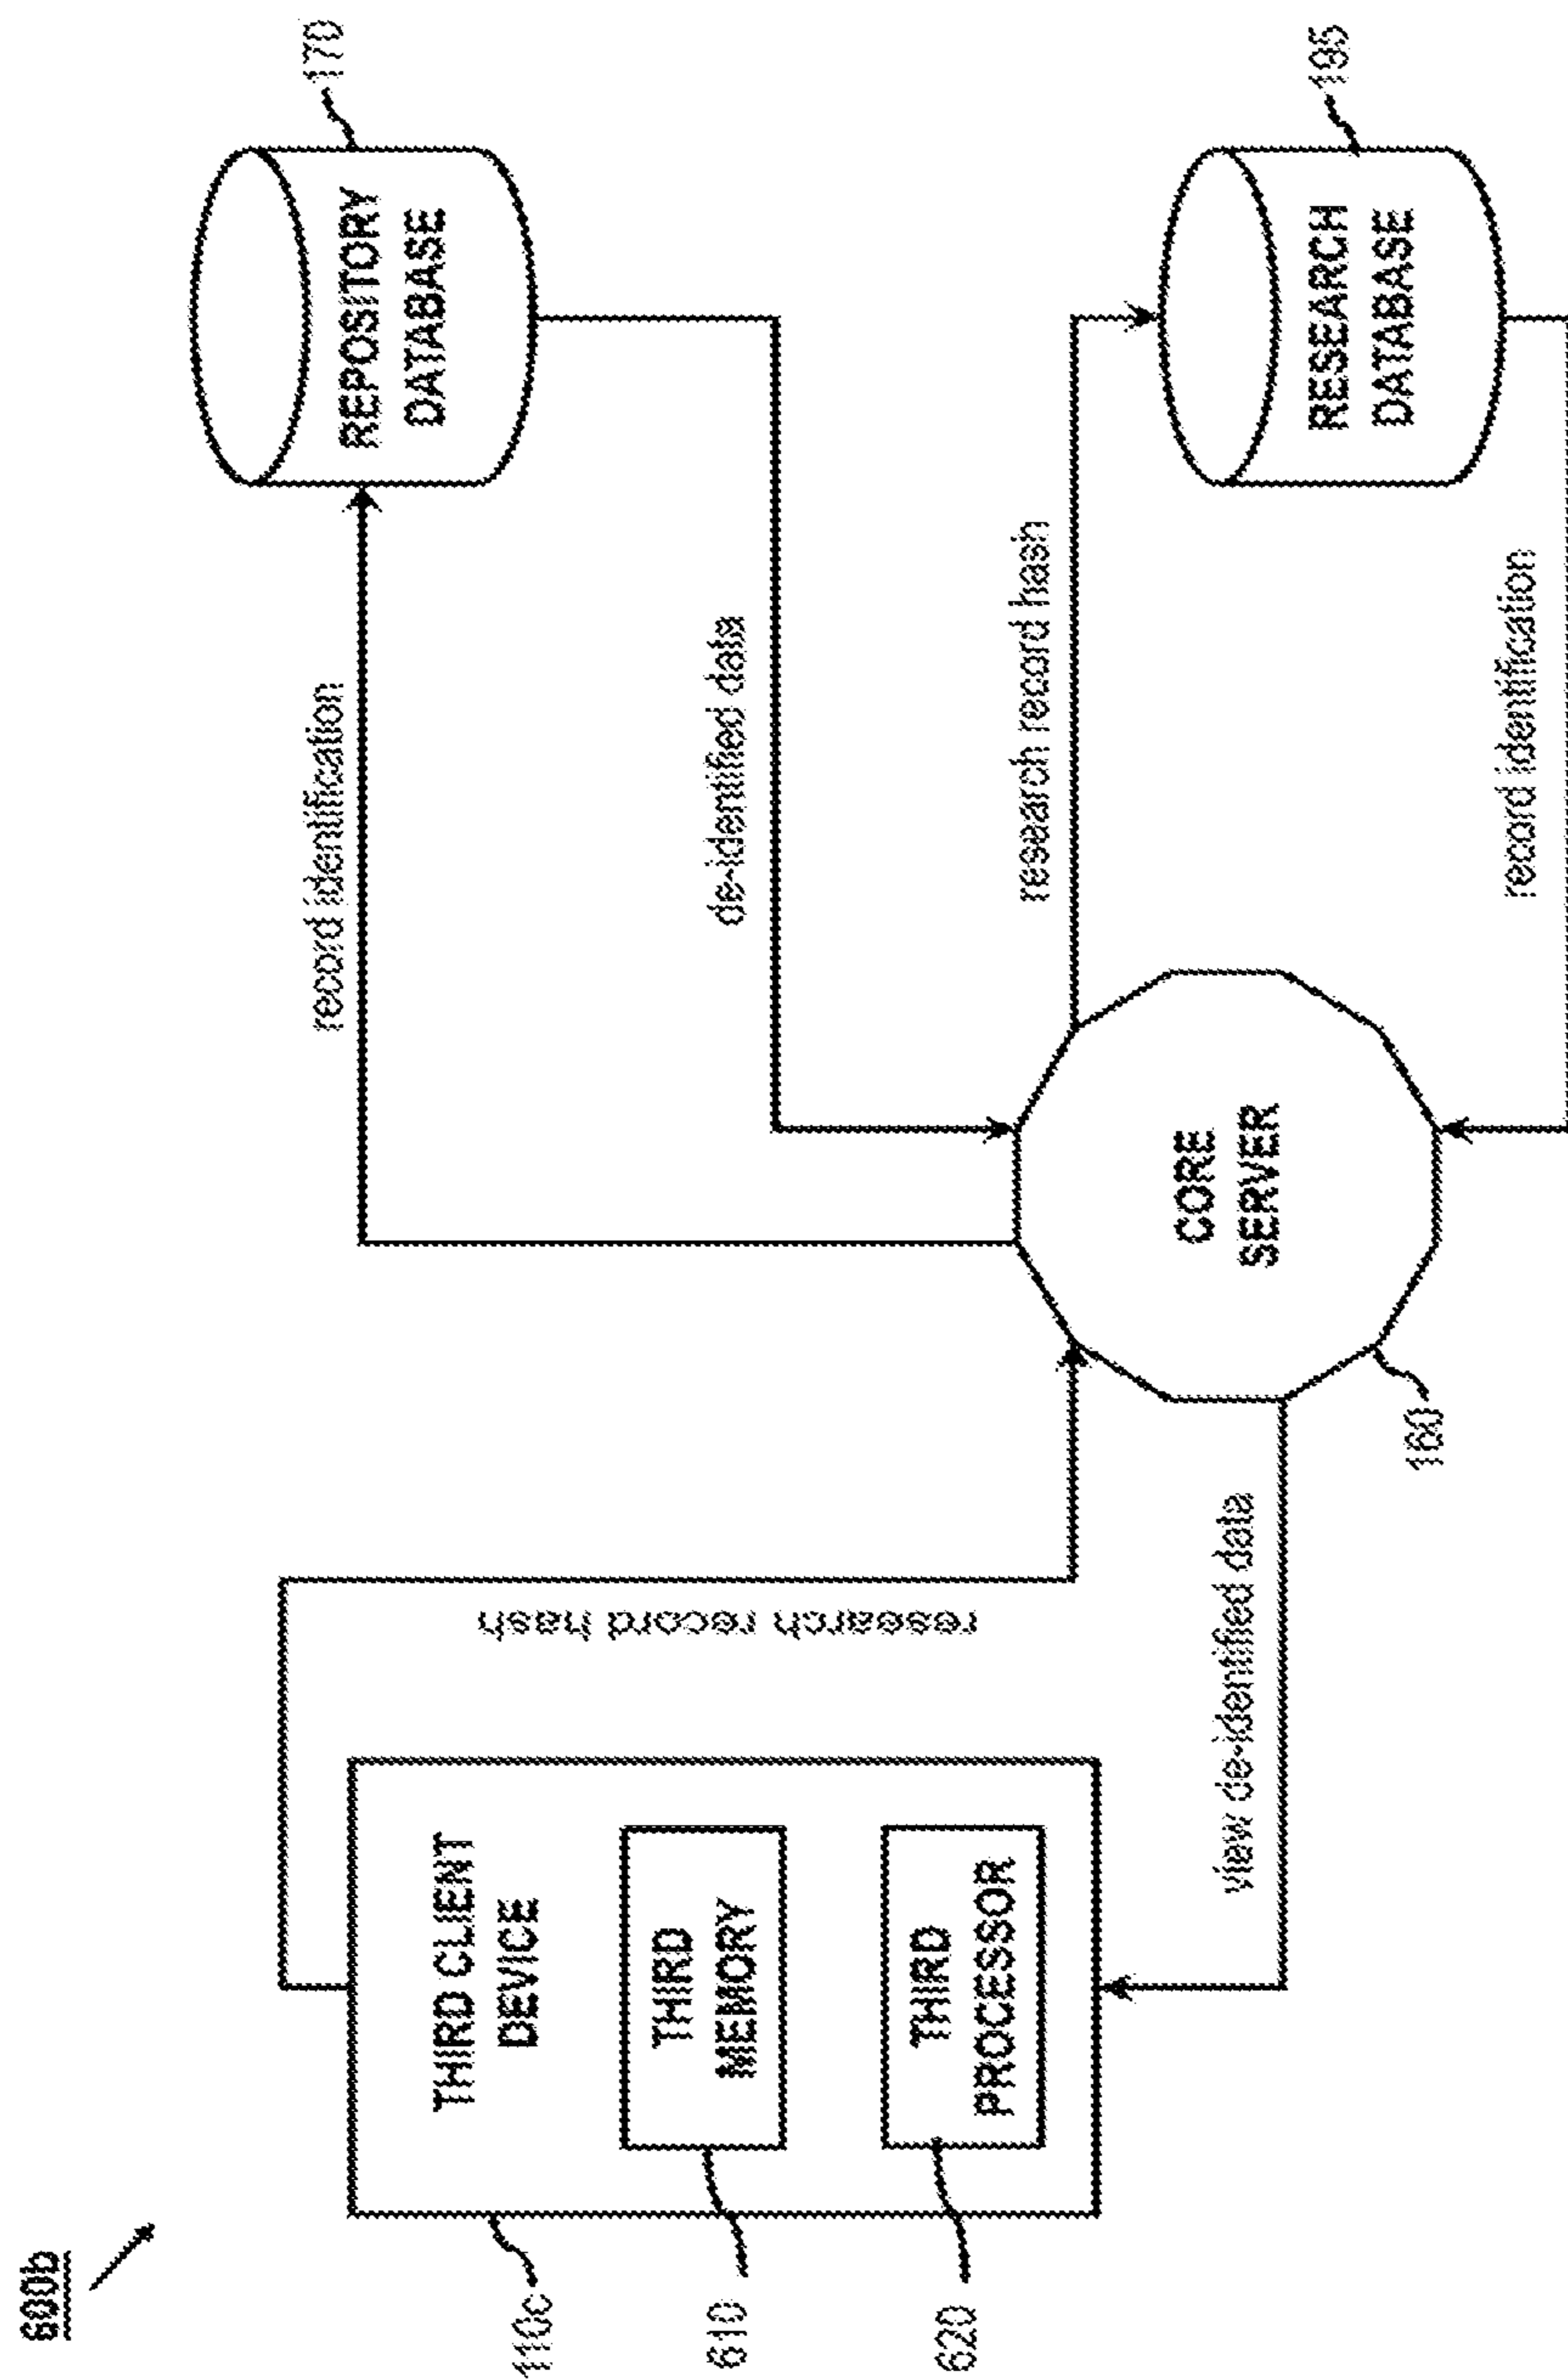 600b
THIRD CLIENT
DEVICE
THIRD
MEMORY
THIRD
PROCESSOR
110c
610
620
research record hash
view de-identified data
CORE
SERVER
160
record identification
de-identified data
research record hash
record identification
REPOSITORY
DATABASE
170
RESEARCH
DATABASE
195